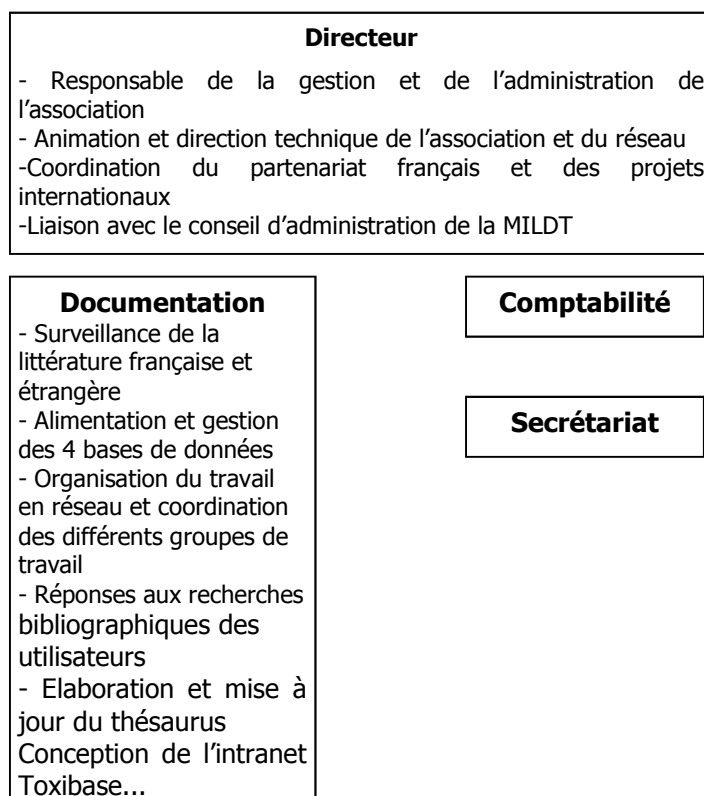 Directeur
- Responsable de la gestion et de l’administration de
l’association
- Animation et direction technique de l’association et du réseau
-Coordination du partenariat français et des projets
internationaux
-Liaison avec le conseil d’administration de la MILDT
Documentation
- Surveillance de la
littérature française et
étrangère
- Alimentation et gestion
des 4 bases de données
- Organisation du travail
en réseau et coordination
des différents groupes de
travail
- Réponses aux recherches
bibliographiques des
utilisateurs
- Elaboration et mise à
jour du thésaurus
Conception de l’intranet
Toxibase...
Comptabilité
Secrétariat